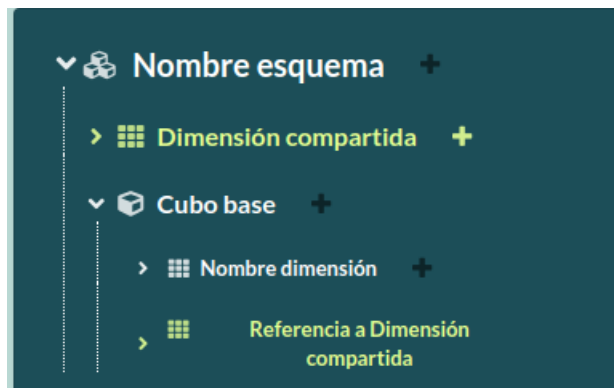 Nombre esquema
Dimensión compartida
Cubo base
Nombre dimensión
Referencia a Dimensión
compartida